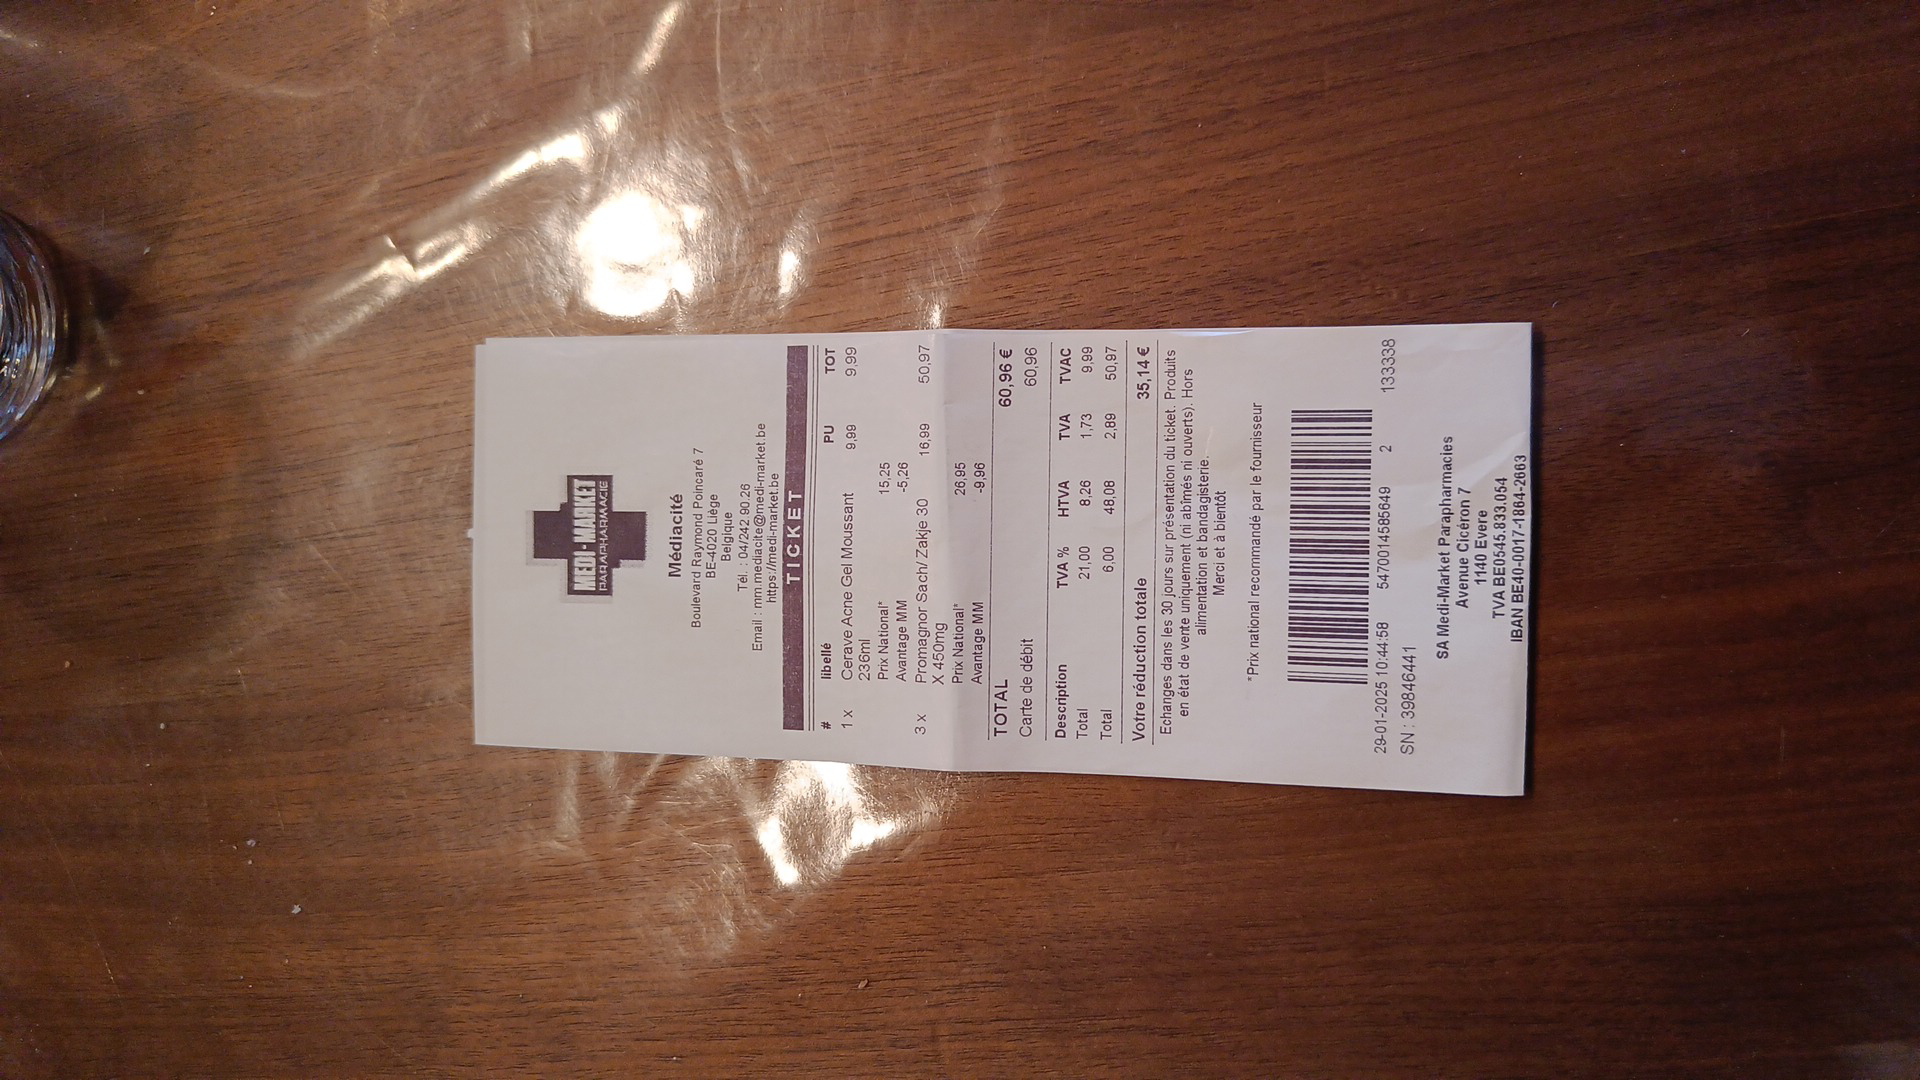 MEDI-MARKET
PARAPHARMACIE
Médiacité
Boulevard Raymond Poincaré 7
BE-4020 Liège
Belgique
Tél. : 04/242.90.26
Email : mm.mediacite@medi-market.be
https://medi-market.be
TICKET
# libellé PU TOT
1 x Cerave Acne Gel Moussant 9,99 9,99
236ml
Prix National* 15,25
Avantage MM -5,26
3 x Promagnor Sach/ Zakje 30 16,99 50,97
X 450mg
Prix National* 26,95
Avantage MM -9,96
TOTAL 60,96 €
Carte de débit 60,96
Description TVA % HTVA TVA TVAC
Total 21,00 8,26 1,73 9,99
Total 6,00 48,08 2,89 50,97
Votre réduction totale 35,14 €
Echanges dans les 30 jours sur présentation du ticket. Produits
en état de vente uniquement (ni abîmés ni ouverts). Hors
alimentation et bandagisterie.
Merci et à bientôt
*Prix national recommandé par le fournisseur
29-01-2025 10:44:58 5470014585649 2 133338
SN : 39846441
SA Medi-Market Parapharmacies
Avenue Cicéron 7
1140 Evere
TVA BE0545.833.054
IBAN BE40-0017-1864-2663